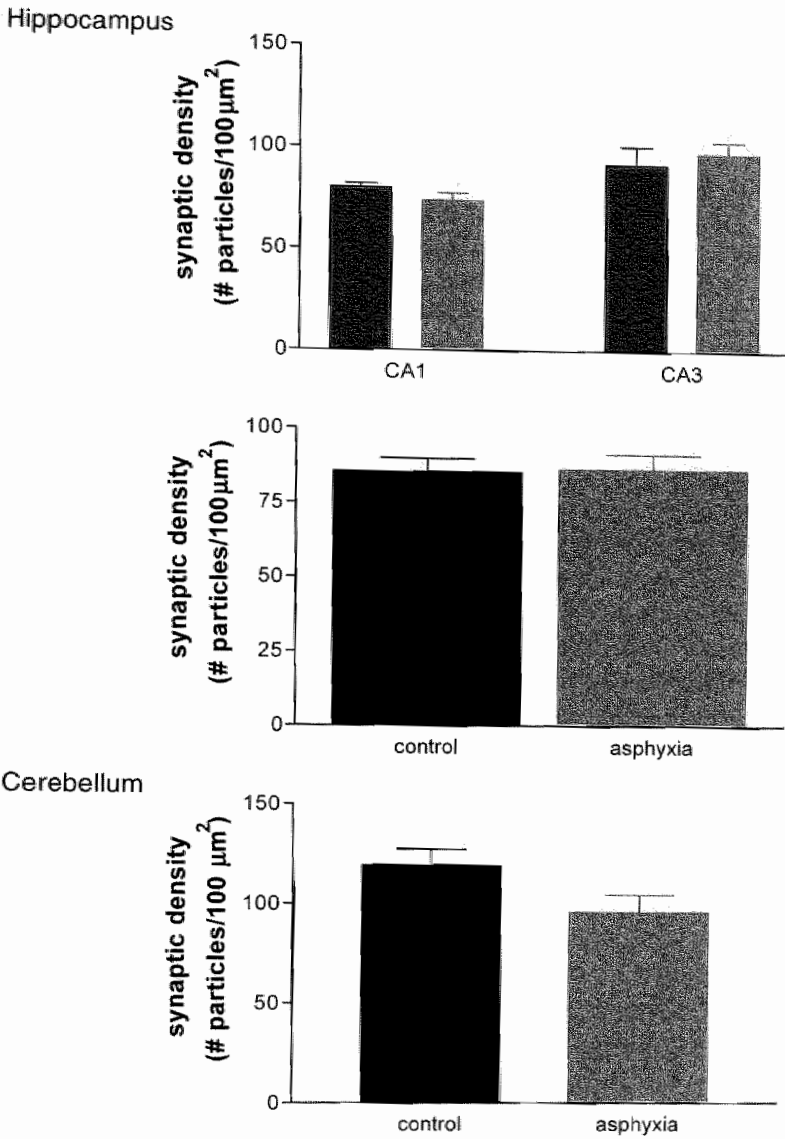 Hippocampus
synaptic density
(# particles/100μm²)
150
100
50
0
CA1
CA3
synaptic density
(# particles/100μm²)
100
75
50
25
0
control
asphyxia
Cerebellum
synaptic density
(# particles/100 μm²)
150
100
50
0
control
asphyxia